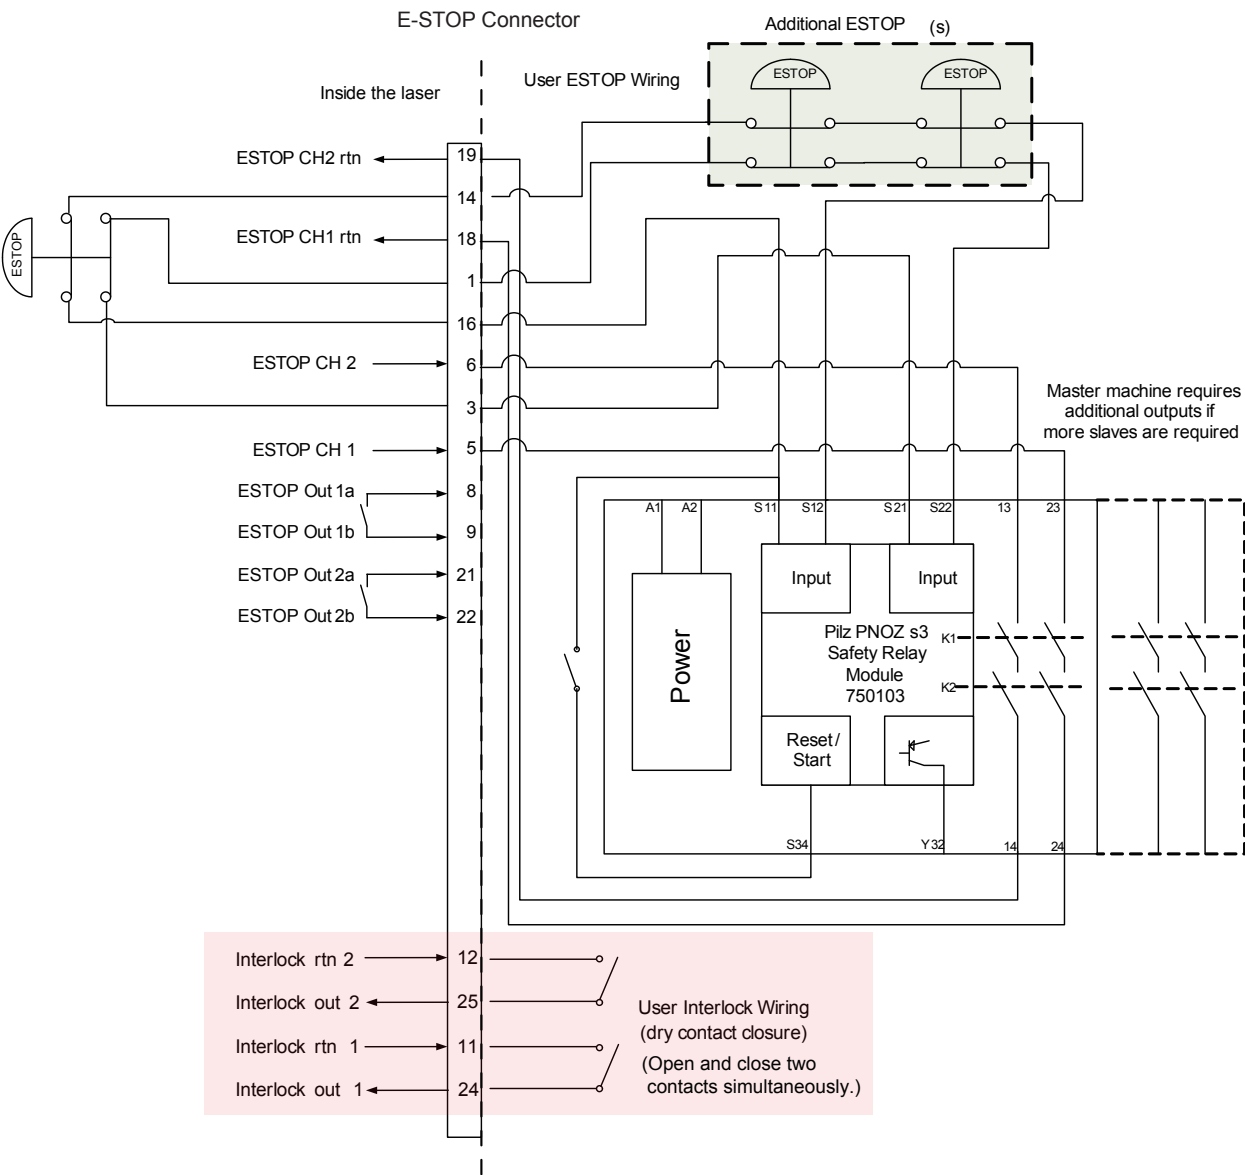 E-STOP Connector
Additional ESTOP (s)
Inside the laser
User ESTOP Wiring
ESTOP
ESTOP
ESTOP CH2 rtn
19
14
ESTOP CH1 rtn
18
ESTOP
1
16
ESTOP CH 2
6
3
ESTOP CH 1
5
ESTOP Out 1a
8
ESTOP Out 1b
9
ESTOP Out 2a
21
ESTOP Out 2b
22
Master machine requires
additional outputs if
more slaves are required
A1 A2 S11 S12 S21 S22 13 23
Input
Input
Power
Pilz PNOZ s3
Safety Relay
Module
750103
K1
K2
Reset/
Start
S34 Y32 14 24
Interlock rtn 2
12
Interlock out 2
25
Interlock rtn 1
11
Interlock out 1
24
User Interlock Wiring
(dry contact closure)
(Open and close two
contacts simultaneously.)